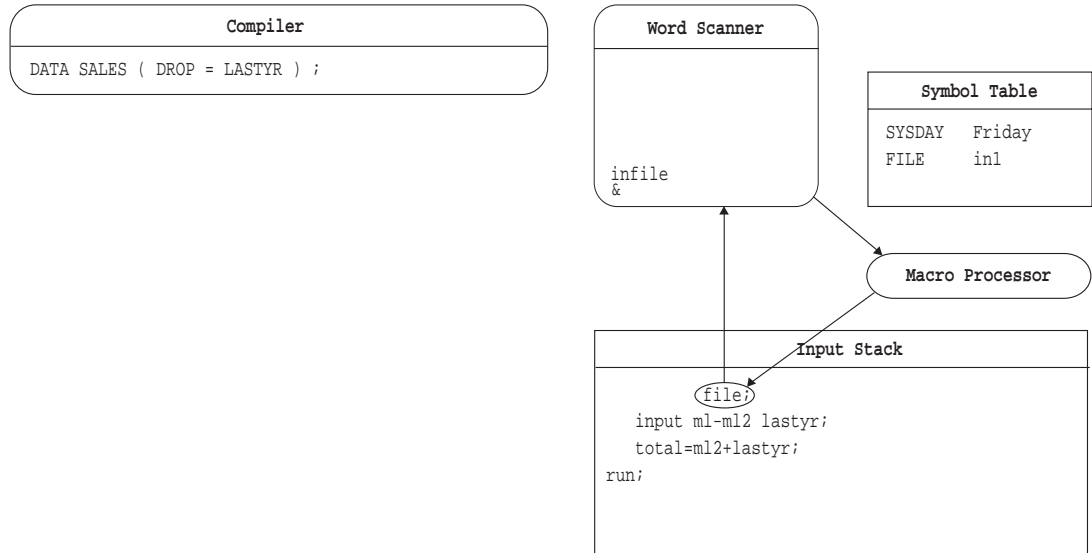 Compiler
DATA SALES ( DROP = LASTYR ) ;
Word Scanner
infile
&
Symbol Table
SYSDAY Friday
FILE in1
Macro Processor
Input Stack
file;
input m1-m12 lastyr;
total=m12+lastyr;
run;